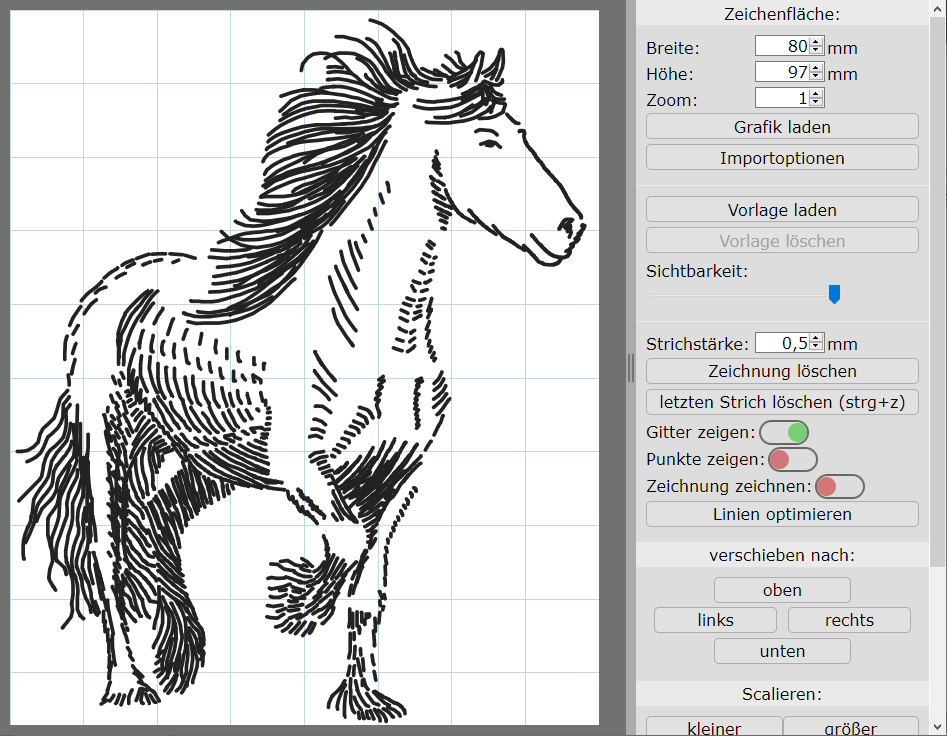 Zeichenfläche:
Breite: 80 mm
Höhe: 97 mm
Zoom: 1
Grafik laden
Importoptionen
Vorlage laden
Vorlage löschen
Sichtbarkeit:
Strichstärke: 0,5 mm
Zeichnung löschen
letzten Strich löschen (strg+z)
Gitter zeigen:
Punkte zeigen:
Zeichnung zeichnen:
Linien optimieren
verschieben nach:
oben
links rechts
unten
Scalieren:
kleiner größer